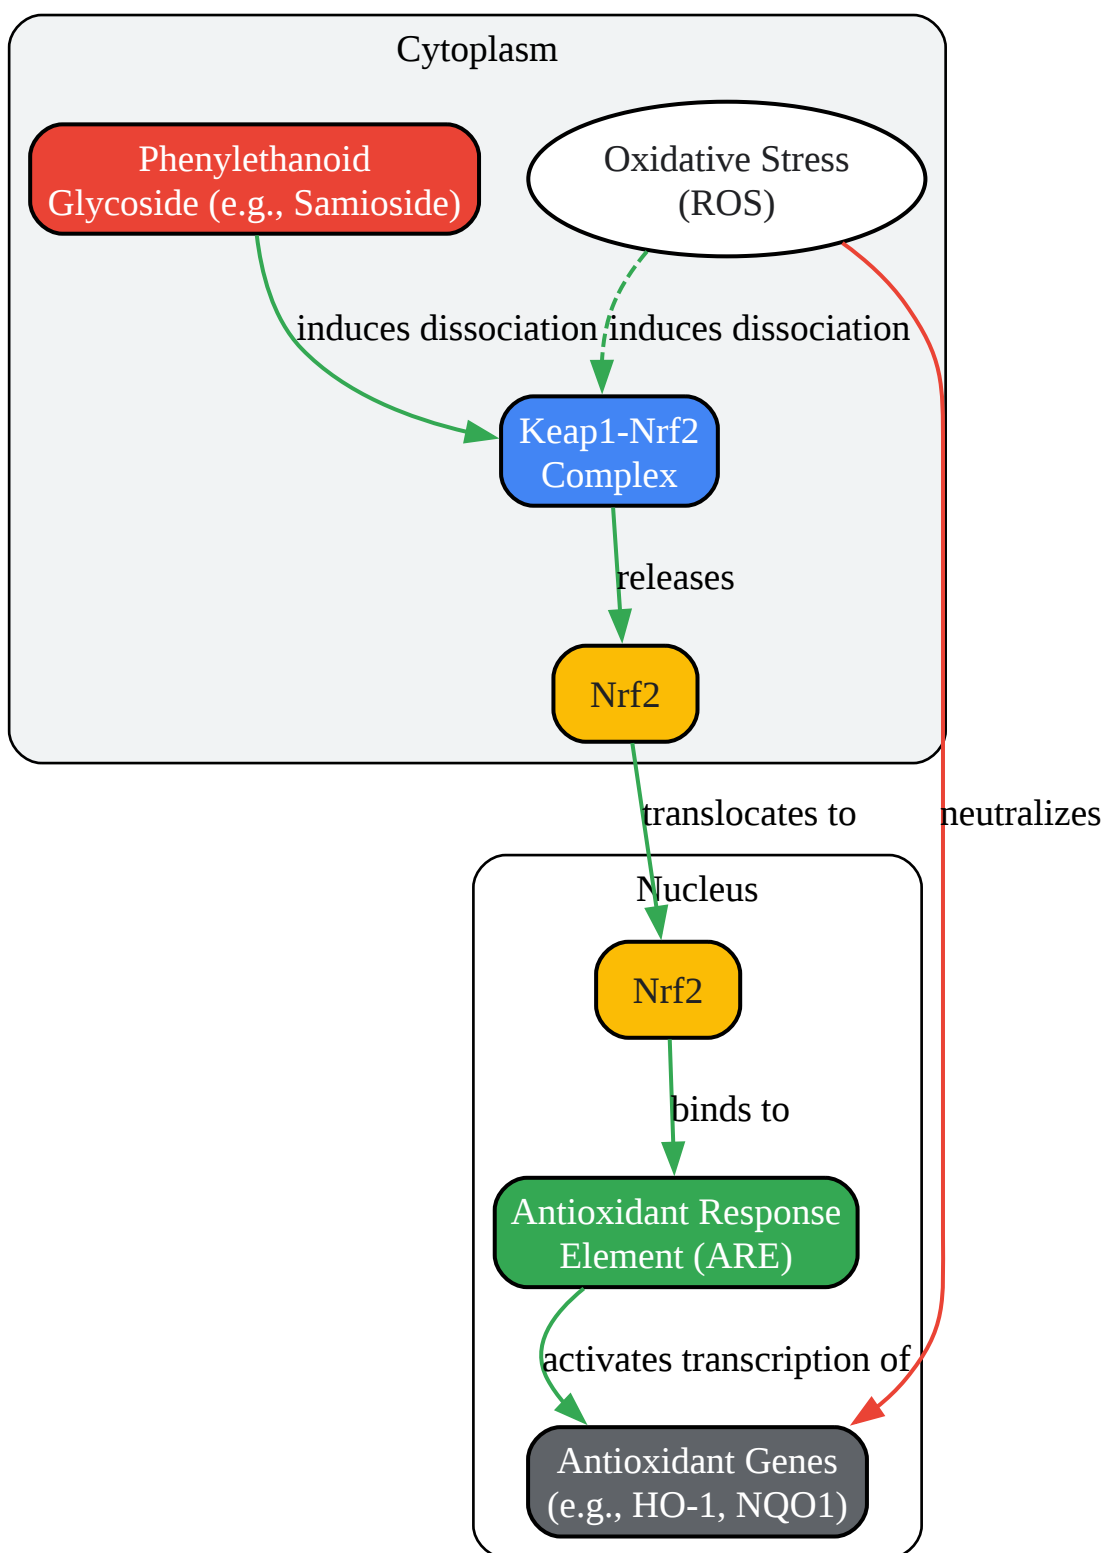 Cytoplasm
Phenylethanoid
Glycoside (e.g., Samioside)
Oxidative Stress
(ROS)
induces dissociation
induces dissociation
Keap1-Nrf2
Complex
releases
Nrf2
translocates to
neutralizes
Nucleus
Nrf2
binds to
Antioxidant Response
Element (ARE)
activates transcription of
Antioxidant Genes
(e.g., HO-1, NQO1)